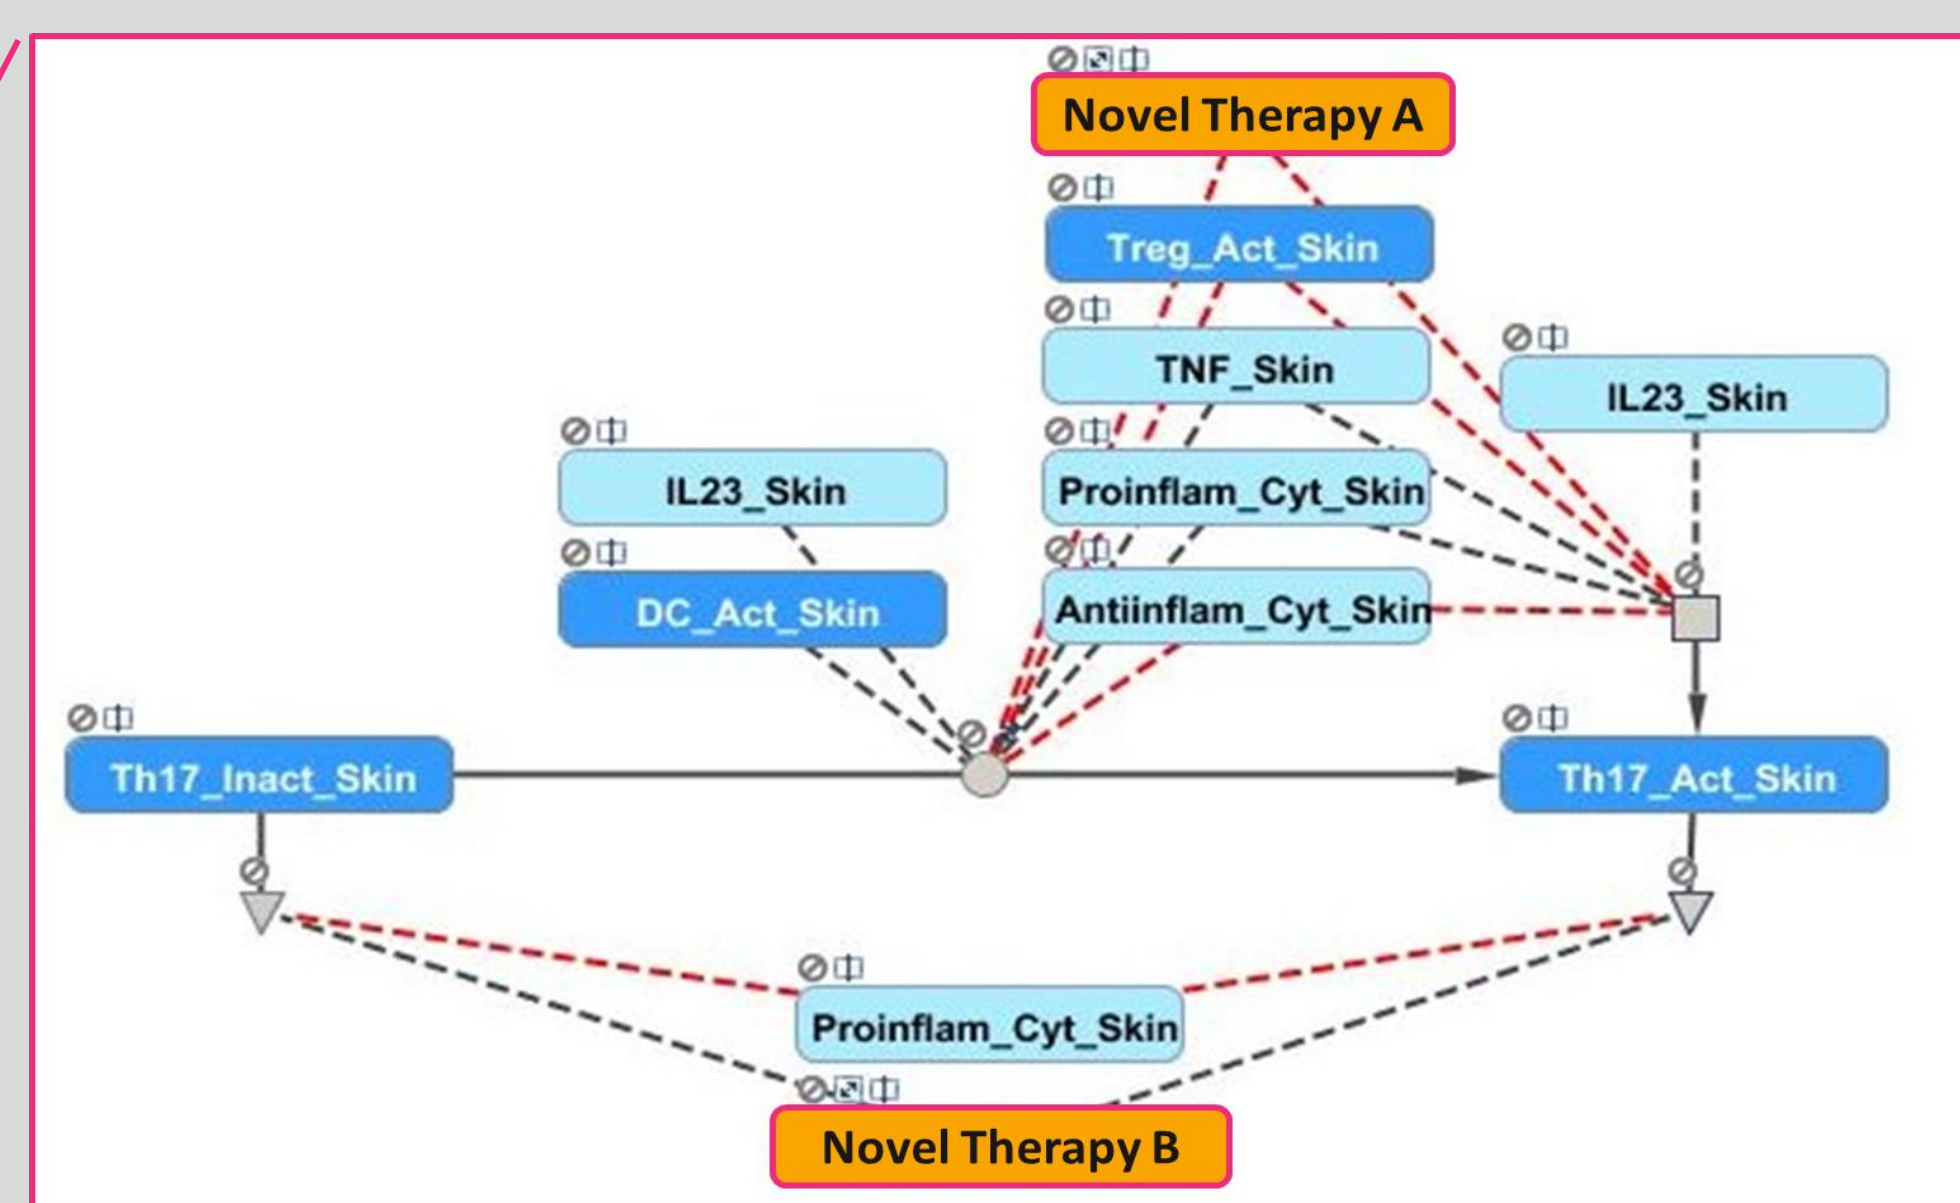 Novel Therapy A
Treg_Act_Skin
TNF_Skin
IL23_Skin
IL23_Skin
Proinflam_Cyt_Skin
DC_Act_Skin
Antiinflam_Cyt_Skin
Th17_Inact_Skin
Th17_Act_Skin
Proinflam_Cyt_Skin
Novel Therapy B